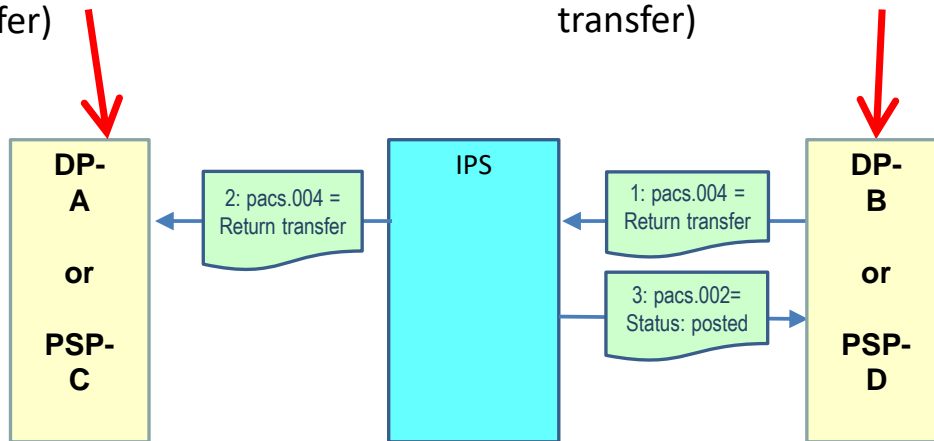 fer)
transfer)
DP-
A
or
PSP-
C
2: pacs.004 =
Return transfer
IPS
1: pacs.004 =
Return transfer
3: pacs.002=
Status: posted
DP-
B
or
PSP-
D